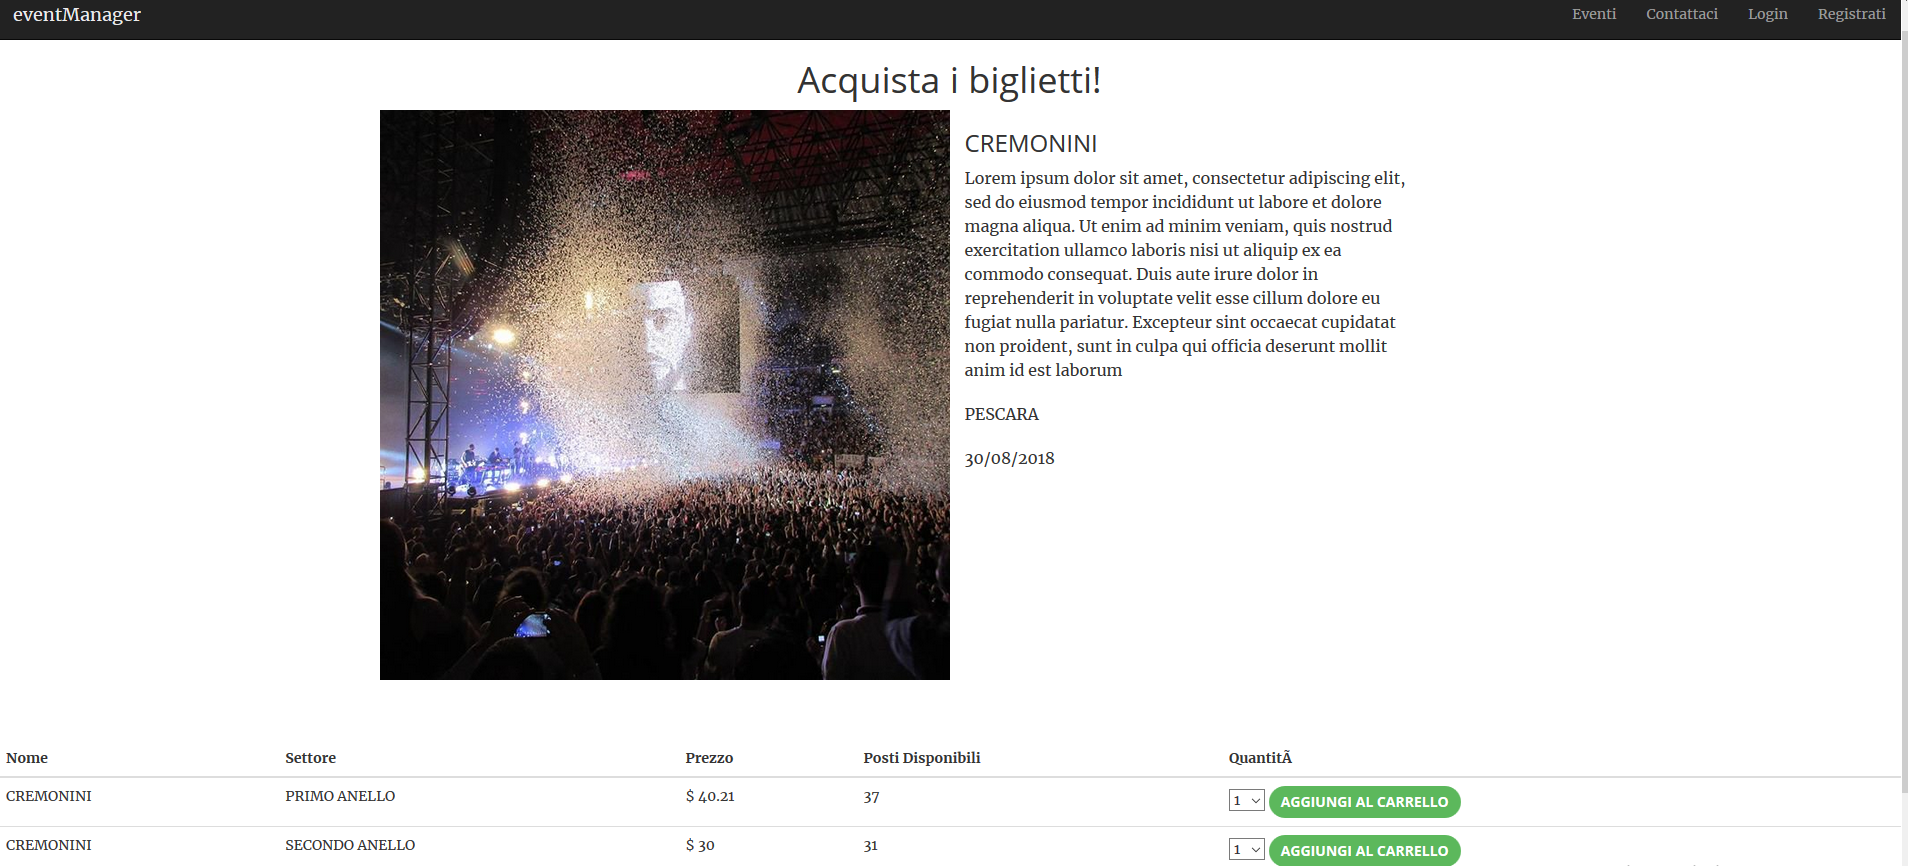 eventManager
Eventi Contattaci Login Registrati
Acquista i biglietti!
CREMONINI
Lorem ipsum dolor sit amet, consectetur adipiscing elit,
sed do eiusmod tempor incididunt ut labore et dolore
magna aliqua. Ut enim ad minim veniam, quis nostrud
exercitation ullamco laboris nisi ut aliquip ex ea
commodo consequat. Duis aute irure dolor in
reprehenderit in voluptate velit esse cillum dolore eu
fugiat nulla pariatur. Excepteur sint occaecat cupidatat
non proident, sunt in culpa qui officia deserunt mollit
anim id est laborum
PESCARA
30/08/2018
Nome Settore Prezzo Posti Disponibili QuantitÃ
CREMONINI PRIMO ANELLO $ 40.21 37 1 AGGIUNGI AL CARRELLO
CREMONINI SECONDO ANELLO $ 30 31 1 AGGIUNGI AL CARRELLO